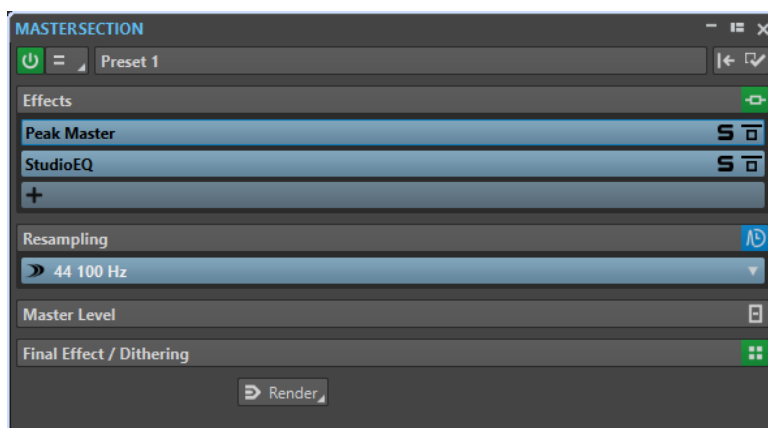 MASTERSECTION
Preset 1
Effects
Peak Master S
StudioEQ S
Resampling
44 100 Hz
Master Level
Final Effect / Dithering
Render